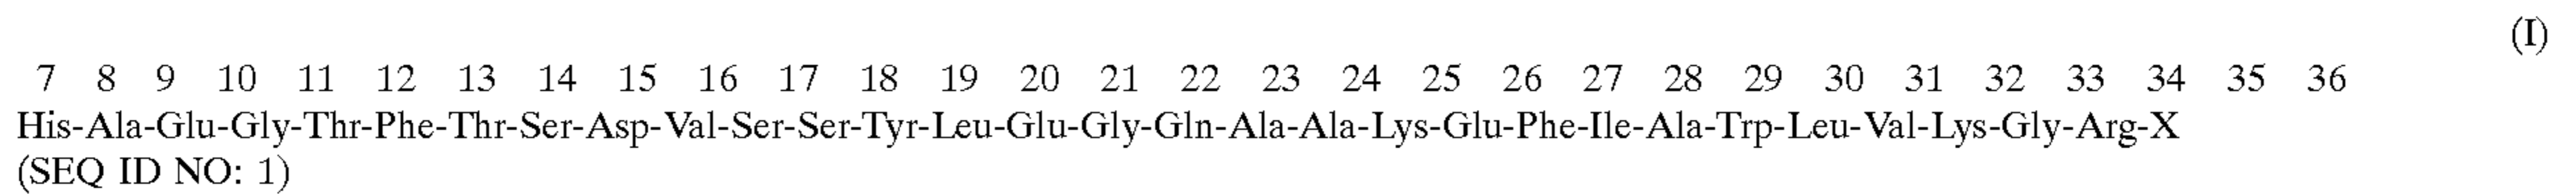 (I)
7 8 9 10 11 12 13 14 15 16 17 18 19 20 21 22 23 24 25 26 27 28 29 30 31 32 33 34 35 36
His-Ala-Glu-Gly-Thr-Phe-Thr-Ser-Asp-Val-Ser-Ser-Tyr-Leu-Glu-Gly-Gln-Ala-Ala-Lys-Glu-Phe-Ile-Ala-Trp-Leu-Val-Lys-Gly-Arg-X
(SEQ ID NO: 1)